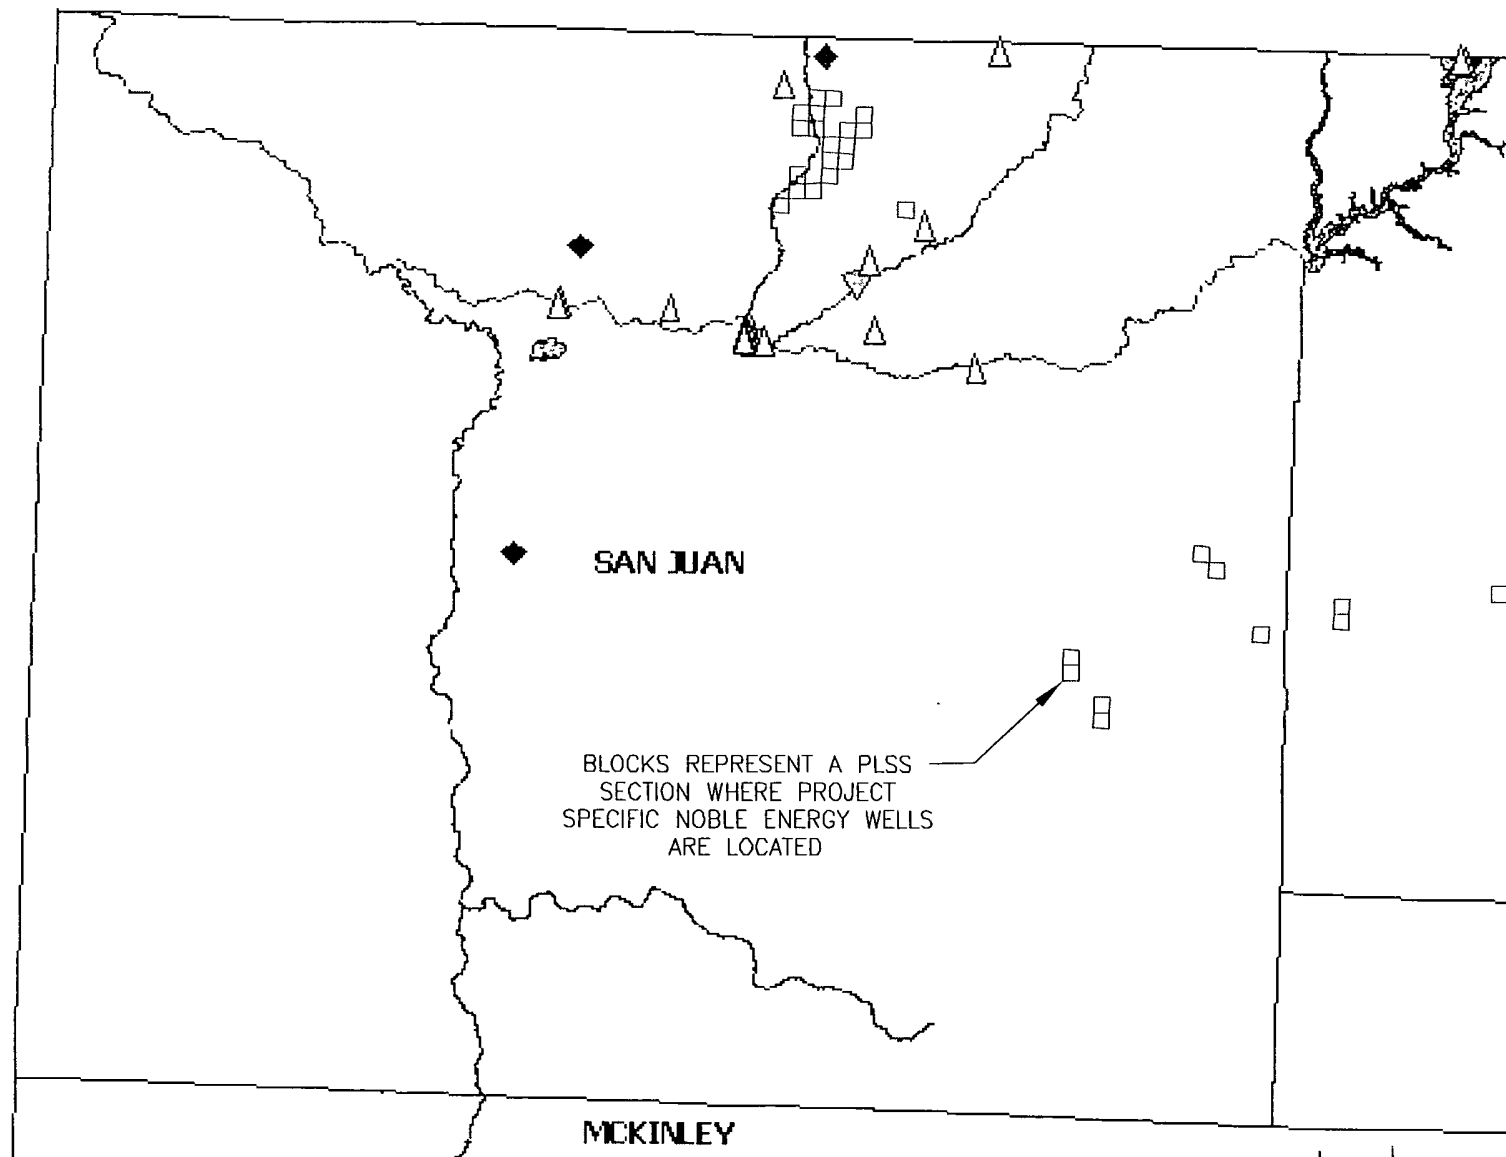 SAN JUAN
BLOCKS REPRESENT A PLSS
SECTION WHERE PROJECT
SPECIFIC NOBLE ENERGY WELLS
ARE LOCATED
MCKINLEY